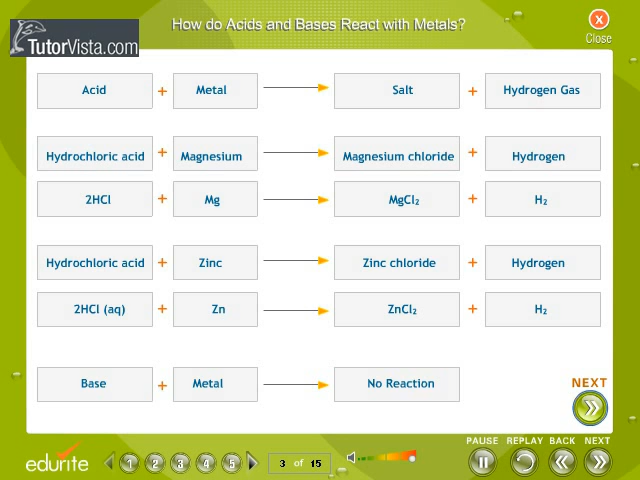 How do Acids and Bases React with Metals?
X
Close
TutorVista.com
Acid + Metal Salt + Hydrogen Gas
Hydrochloric acid + Magnesium Magnesium chloride + Hydrogen
2HCl + Mg MgCl₂ + H₂
Hydrochloric acid + Zinc Zinc chloride + Hydrogen
2HCl (aq) + Zn ZnCl₂ + H₂
Base + Metal No Reaction
NEXT
PAUSE REPLAY BACK NEXT
edurite 1 2 3 4 5 3 of 15